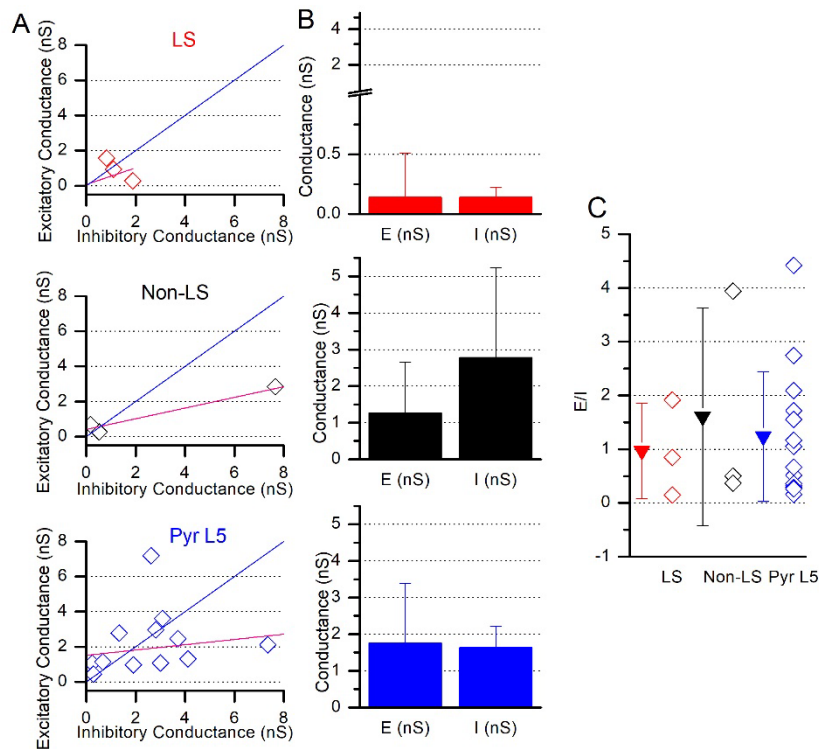 A
LS
Excitatory Conductance (nS)
8
6
4
2
0
0 2 4 6 8
Inhibitory Conductance (nS)
B
Conductance (nS)
4
2
0.5
0.0
E (nS) I (nS)
Non-LS
Excitatory Conductance (nS)
8
6
4
2
0
0 2 4 6 8
Inhibitory Conductance (nS)
Conductance (nS)
5
4
3
2
1
0
E (nS) I (nS)
Pyr L5
Excitatory Conductance (nS)
8
6
4
2
0
0 2 4 6 8
Inhibitory Conductance (nS)
Conductance (nS)
5
4
3
2
1
0
E (nS) I (nS)
C
E/I
5
4
3
2
1
0
-1
LS Non-LS Pyr L5